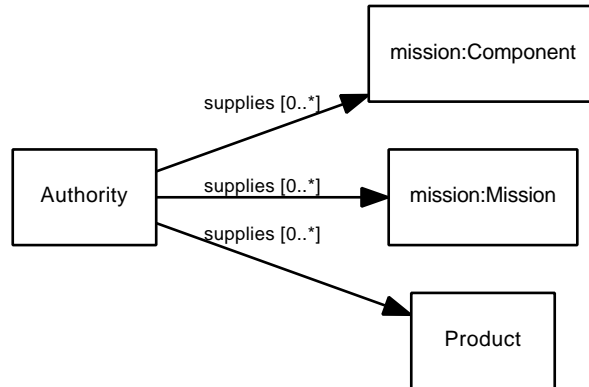 mission:Component
supplies [0..*]
Authority
supplies [0..*]
mission:Mission
supplies [0..*]
Product